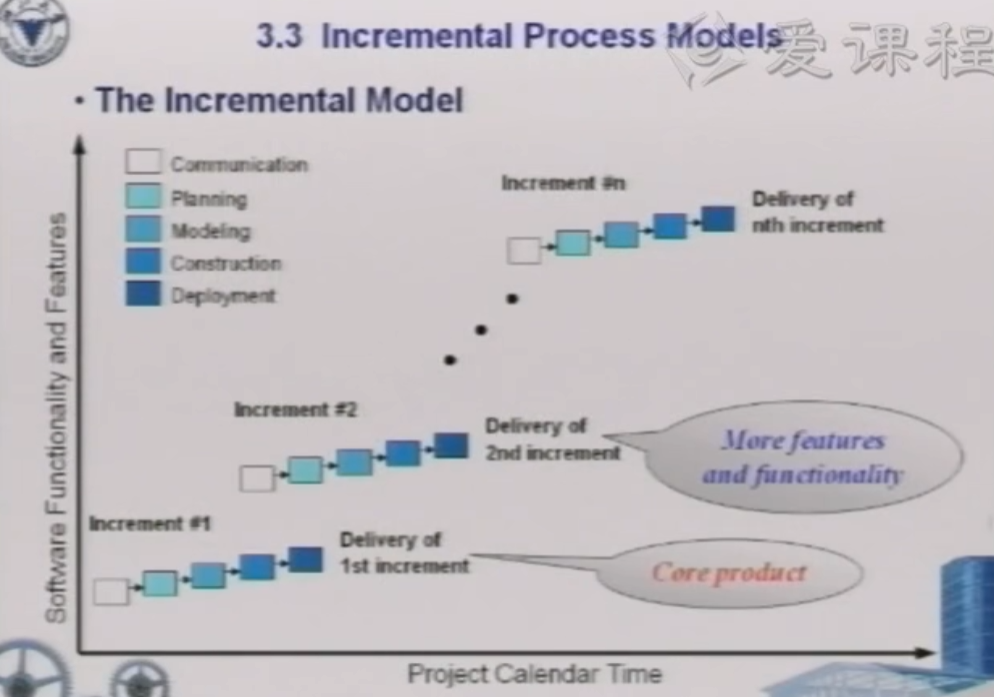 3.3 Incremental Process Models
爱课程
• The Incremental Model
Communication
Planning
Modeling
Construction
Deployment
Increment #n
Delivery of
nth increment
Increment #2
Delivery of
2nd increment
More features
and functionality
Increment #1
Delivery of
1st increment
Core product
Software Functionality and Features
Project Calendar Time